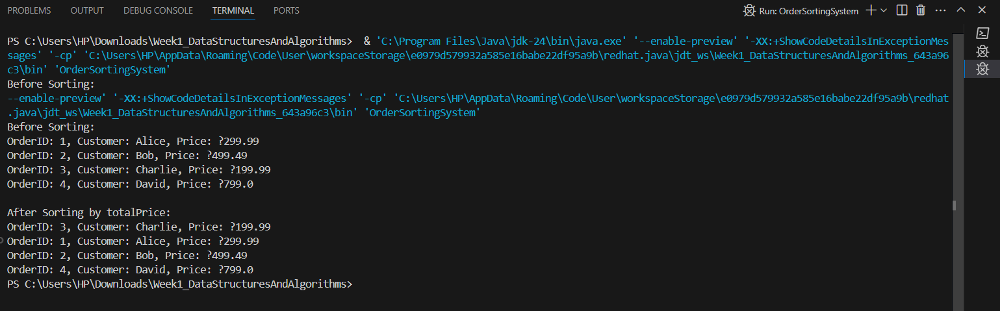 PROBLEMS OUTPUT DEBUG CONSOLE TERMINAL PORTS Run: OrderSortingSystem
PS C:\Users\HP\Downloads\Week1_DataStructuresAndAlgorithms>  & 'C:\Program Files\Java\jdk-24\bin\java.exe' '--enable-preview' '-XX:+ShowCodeDetailsInExceptionMes
sages' '-cp' 'C:\Users\HP\AppData\Roaming\Code\User\workspaceStorage\e0979d579932a585e16babe22df95a9b\redhat.java\jdt_ws\Week1_DataStructuresAndAlgorithms_643a96
c3\bin' 'OrderSortingSystem'
Before Sorting:
--enable-preview' '-XX:+ShowCodeDetailsInExceptionMessages' '-cp' 'C:\Users\HP\AppData\Roaming\Code\User\workspaceStorage\e0979d579932a585e16babe22df95a9b\redhat
.java\jdt_ws\Week1_DataStructuresAndAlgorithms_643a96c3\bin' 'OrderSortingSystem'
Before Sorting:
OrderID: 1, Customer: Alice, Price: ?299.99
OrderID: 2, Customer: Bob, Price: ?499.49
OrderID: 3, Customer: Charlie, Price: ?199.99
OrderID: 4, Customer: David, Price: ?799.0

After Sorting by totalPrice:
OrderID: 3, Customer: Charlie, Price: ?199.99
OrderID: 1, Customer: Alice, Price: ?299.99
OrderID: 2, Customer: Bob, Price: ?499.49
OrderID: 4, Customer: David, Price: ?799.0
PS C:\Users\HP\Downloads\Week1_DataStructuresAndAlgorithms>